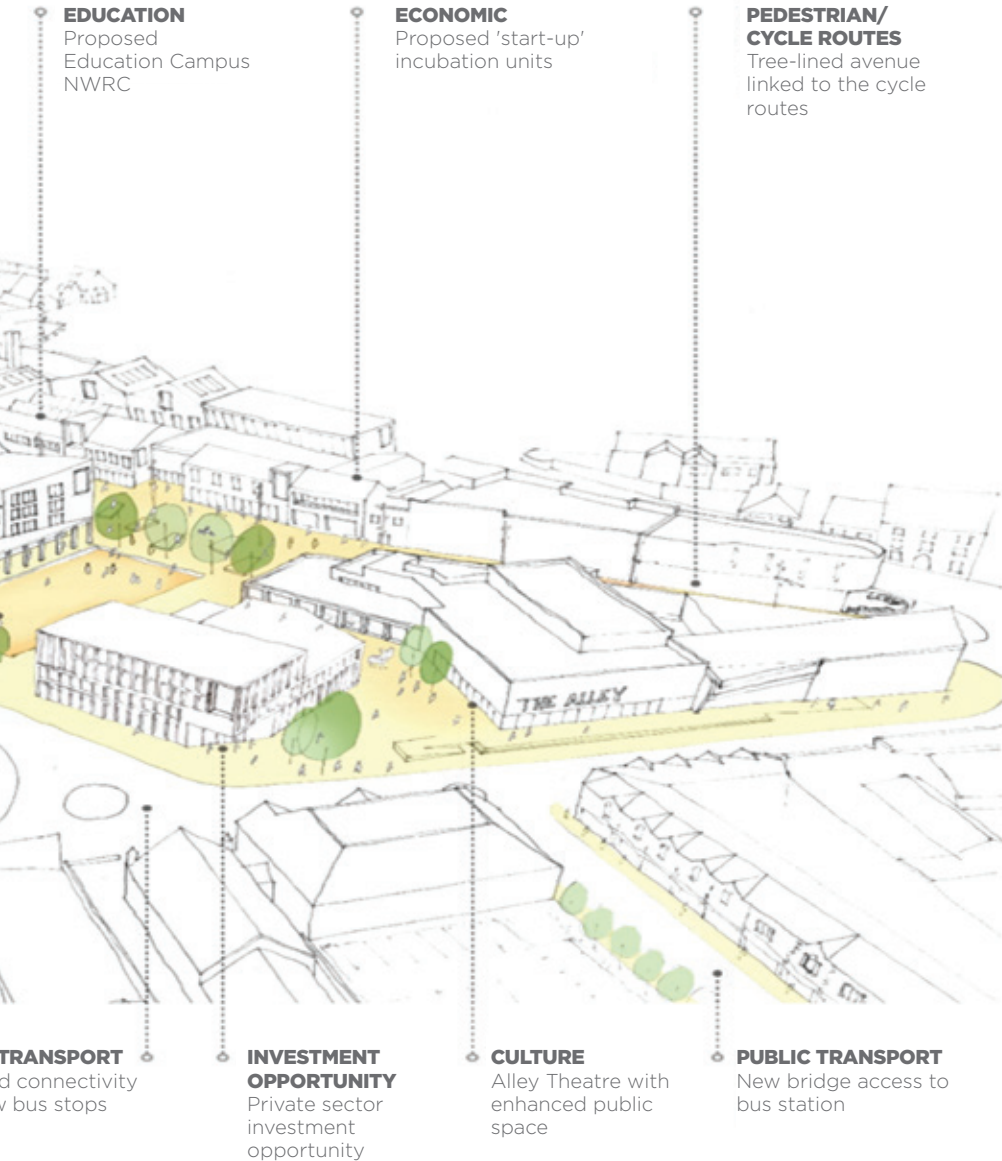 EDUCATION
Proposed
Education Campus
NWRC
ECONOMIC
Proposed 'start-up'
incubation units
PEDESTRIAN/
CYCLE ROUTES
Tree-lined avenue
linked to the cycle
routes
THE ALLEY
TRANSPORT
connectivity
bus stops
INVESTMENT
OPPORTUNITY
Private sector
investment
opportunity
CULTURE
Alley Theatre with
enhanced public
space
PUBLIC TRANSPORT
New bridge access to
bus station